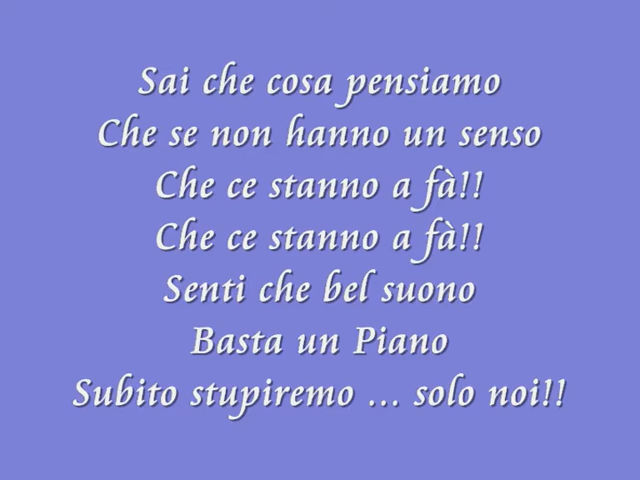 Sai che cosa pensiamo
Che se non hanno un senso
Che ce stanno a fà!!
Che ce stanno a fà!!
Senti che bel suono
Basta un Piano
Subito stupiremo ... solo noi!!